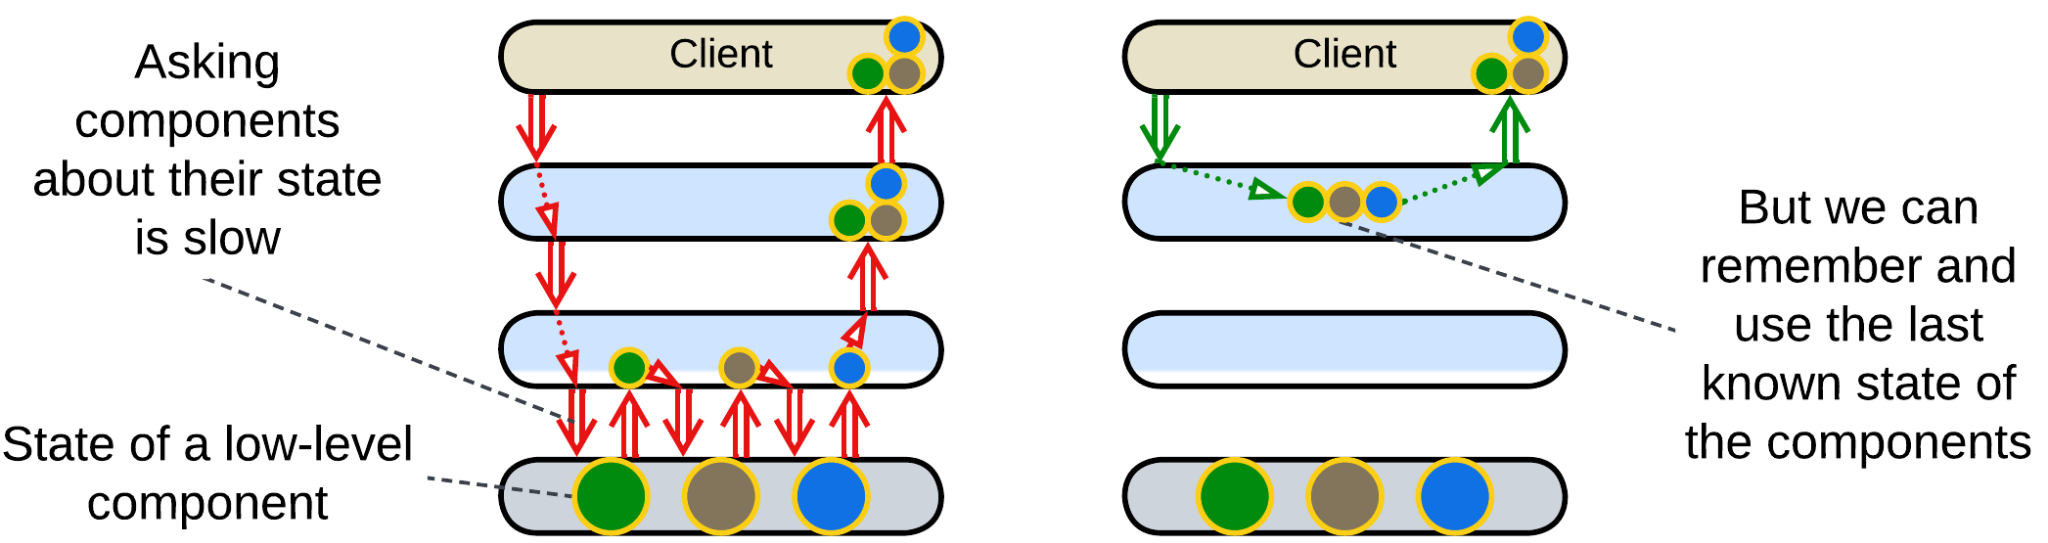 Asking
components
about their state
is slow
State of a low-level
component
Client
Client
But we can
remember and
use the last
known state of
the components